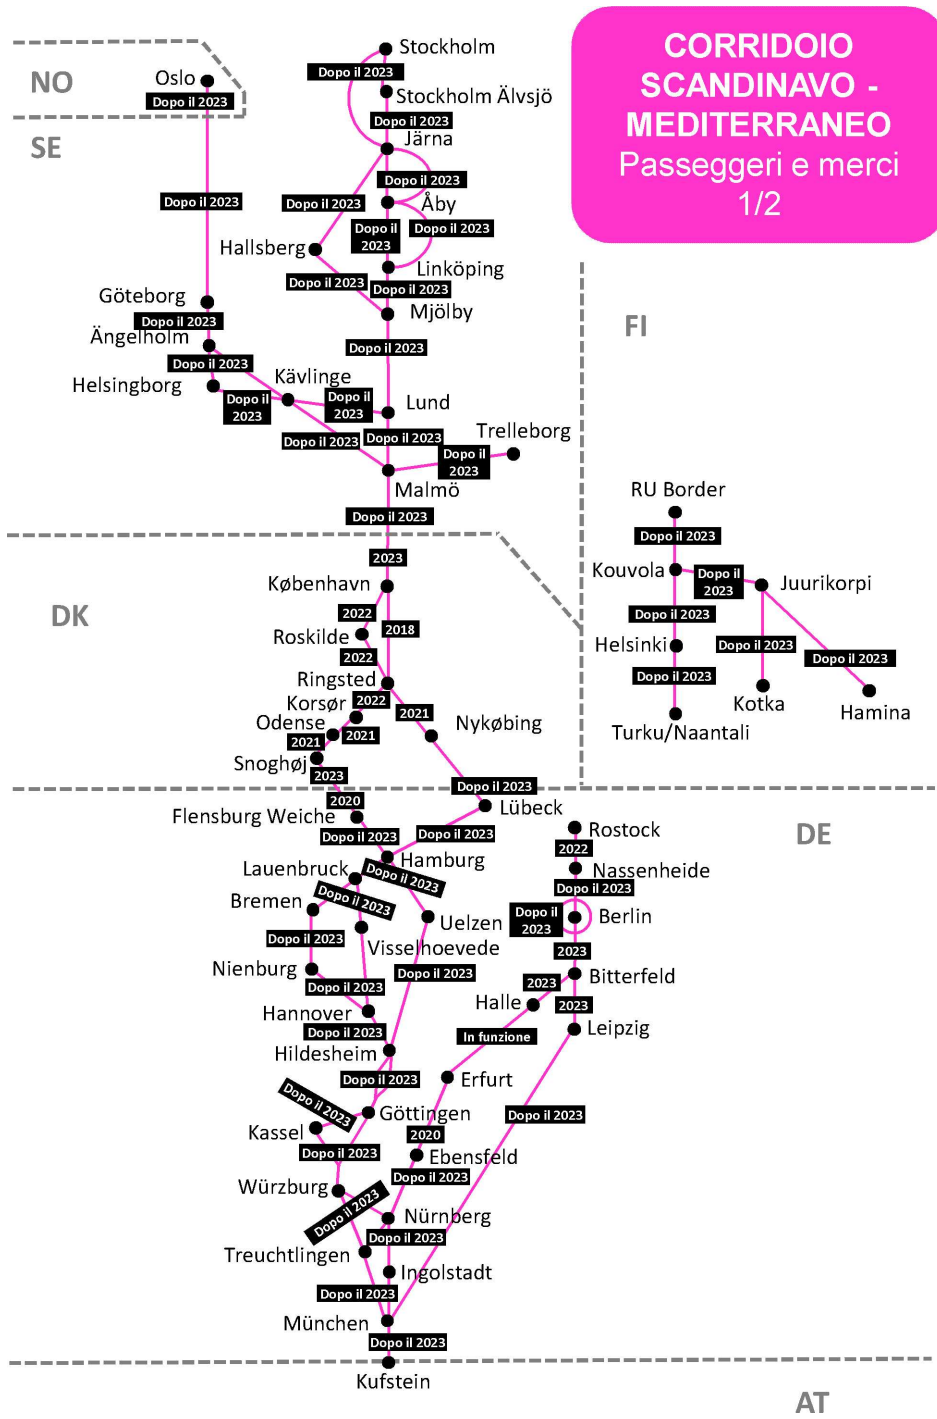 CORRIDOIO
SCANDINAVO -
MEDITERRANEO
Passeggeri e merci
1/2
Stockholm
Dopo il 2023
Oslo
NO
Dopo il 2023
Stockholm Älvsjö
Dopo il 2023
Järna
SE
Dopo il 2023
Dopo il 2023
Dopo il 2023
Åby
Dopo il
2023
Dopo il 2023
Hallsberg
Linköping
Dopo il 2023
Dopo il 2023
Göteborg
Mjölby
Dopo il 2023
FI
Ängelholm
Dopo il 2023
Dopo il 2023
Kävlinge
Helsingborg
Dopo il
2023
Dopo il
2023
Lund
Dopo il 2023
Dopo il 2023
Trelleborg
Dopo il
2023
Malmö
RU Border
Dopo il 2023
Dopo il 2023
2023
Kouvola
Dopo il
2023
Juurikorpi
København
DK
2022
2018
Dopo il 2023
Roskilde
Helsinki
Dopo il 2023
Dopo il 2023
2022
Ringsted
Dopo il 2023
Korsør
2022
2021
Kotka
Hamina
Odense
2021
2021
Nykøbing
Turku/Naantali
Snoghøj
2023
Dopo il 2023
2020
Lübeck
Flensburg Weiche
Dopo il 2023
Dopo il 2023
Rostock
DE
2022
Hamburg
Lauenbruck
Dopo il 2023
Nassenheide
Dopo il 2023
Dopo il 2023
Bremen
Uelzen
Dopo il
2023
Berlin
Dopo il 2023
Visselhoevede
2023
Nienburg
Dopo il 2023
Bitterfeld
Dopo il 2023
2023
Halle
2023
Hannover
Dopo il 2023
In funzione
Leipzig
Hildesheim
Dopo il 2023
Erfurt
Dopo il 2023
Göttingen
Dopo il 2023
Kassel
2020
Dopo il 2023
Ebensfeld
Dopo il 2023
Würzburg
Dopo il 2023
Nürnberg
Dopo il 2023
Treuchtlingen
Ingolstadt
Dopo il 2023
München
Dopo il 2023
Kufstein
AT